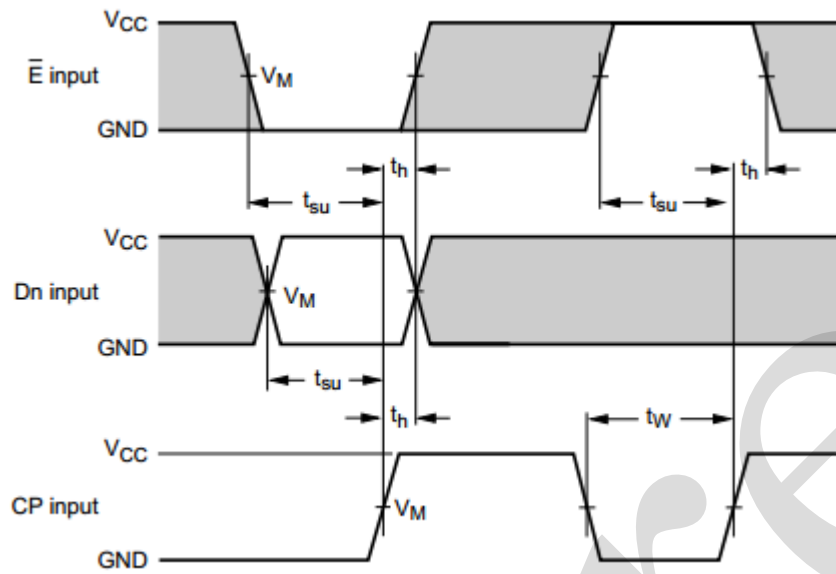 VCC
E̅ input
VM
GND
th
th
tsu
tsu
VCC
Dn input
VM
GND
tsu
th
tW
VCC
CP input
VM
GND